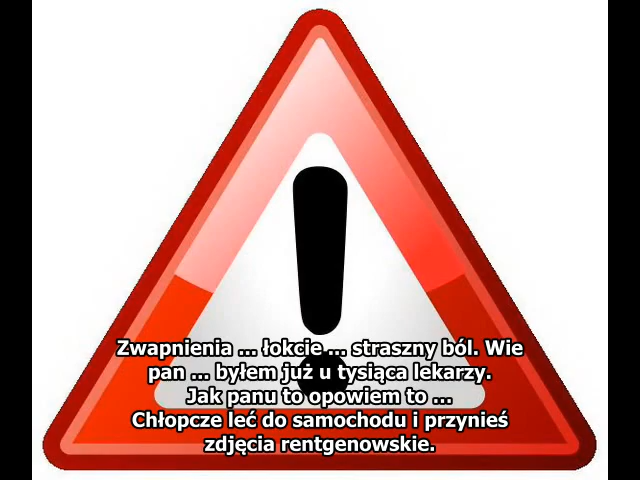 Zwapnienia ... łokcie ... straszny ból. Wie
pan ... byłem już u tysiąca lekarzy.
Jak panu to opowiem to ...
Chłopcze leć do samochodu i przynieś
zdjęcia rentgenowskie.